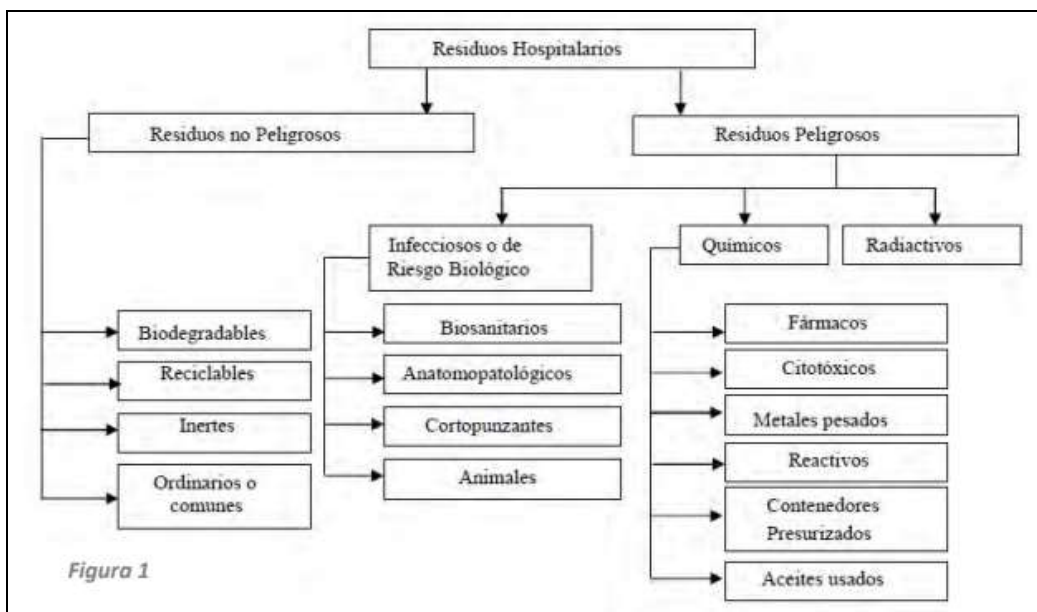 Residuos Hospitalarios
Residuos no Peligrosos
Residuos Peligrosos
Infecciosos o de
Riesgo Biológico
Químicos
Radiactivos
Biodegradables
Reciclables
Inertes
Ordinarios o
comunes
Biosanitarios
Anatomopatológicos
Cortopunzantes
Animales
Fármacos
Citotóxicos
Metales pesados
Reactivos
Contenedores
Presurizados
Aceites usados
Figura 1